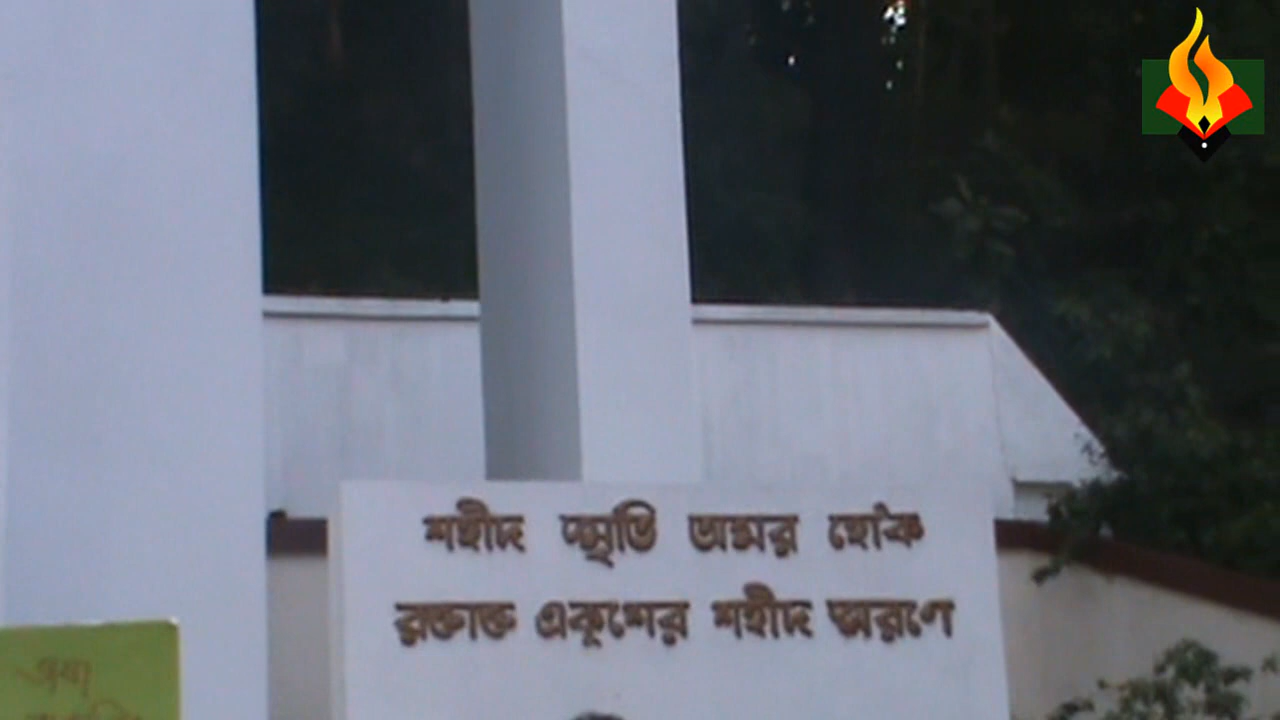 শহীদ স্মৃতি অমর হোক
রক্তাক্ত একুশের শহীদ স্মরণে